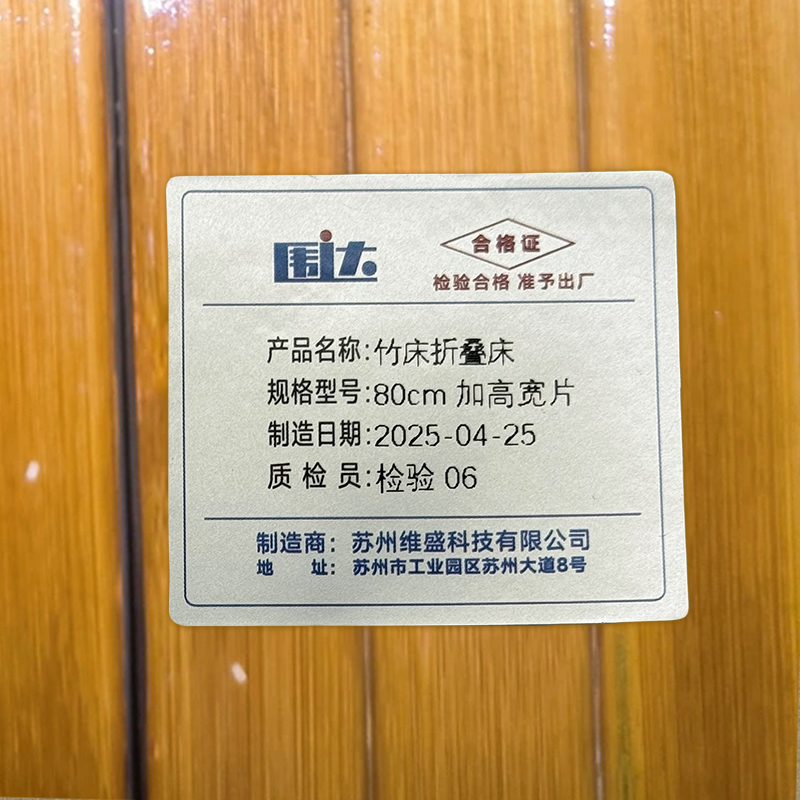 围达
合格证
检验合格 准予出厂
产品名称:竹床折叠床
规格型号:80cm 加高宽片
制造日期:2025-04-25
质 检 员:检验 06
制造商：苏州维盛科技有限公司
地 址：苏州市工业园区苏州大道8号